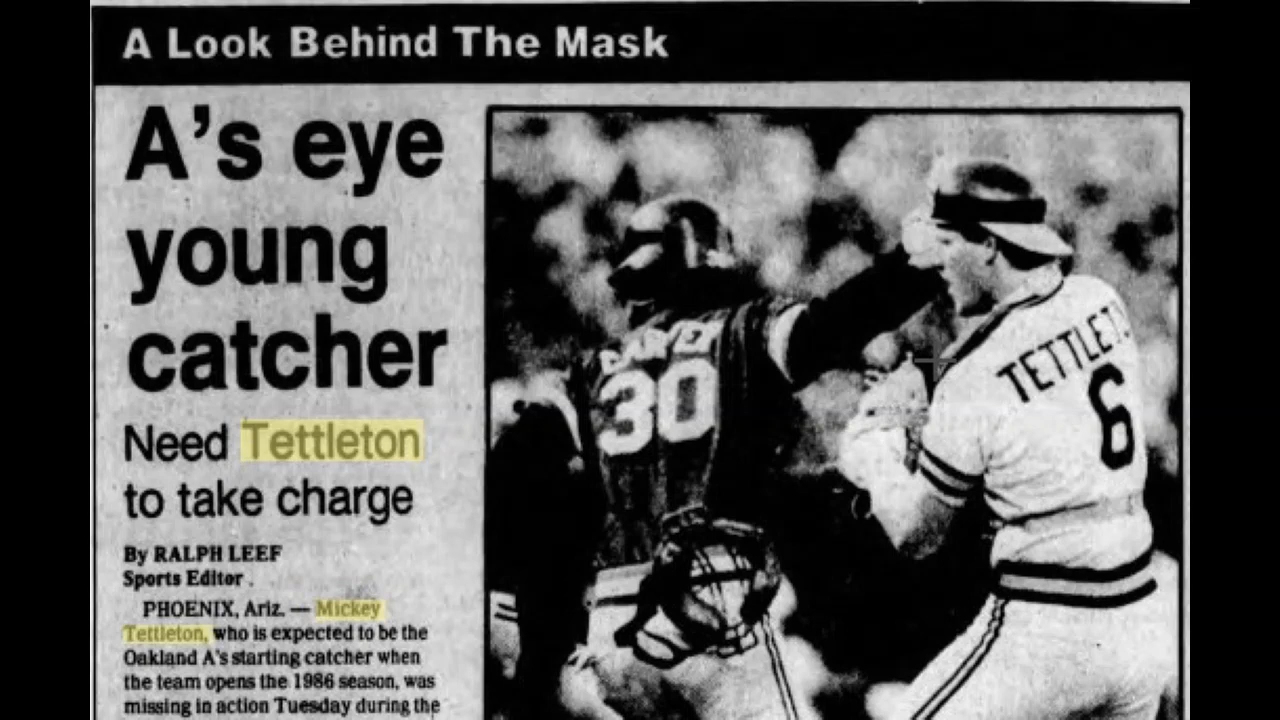 A Look Behind The Mask
A's eye
young
catcher
Need Tettleton
to take charge
By RALPH LEEF
Sports Editor
PHOENIX, Ariz. — Mickey
Tettleton, who is expected to be the
Oakland A's starting catcher when
the team opens the 1986 season, was
missing in action Tuesday during the
30
TETTLET
6